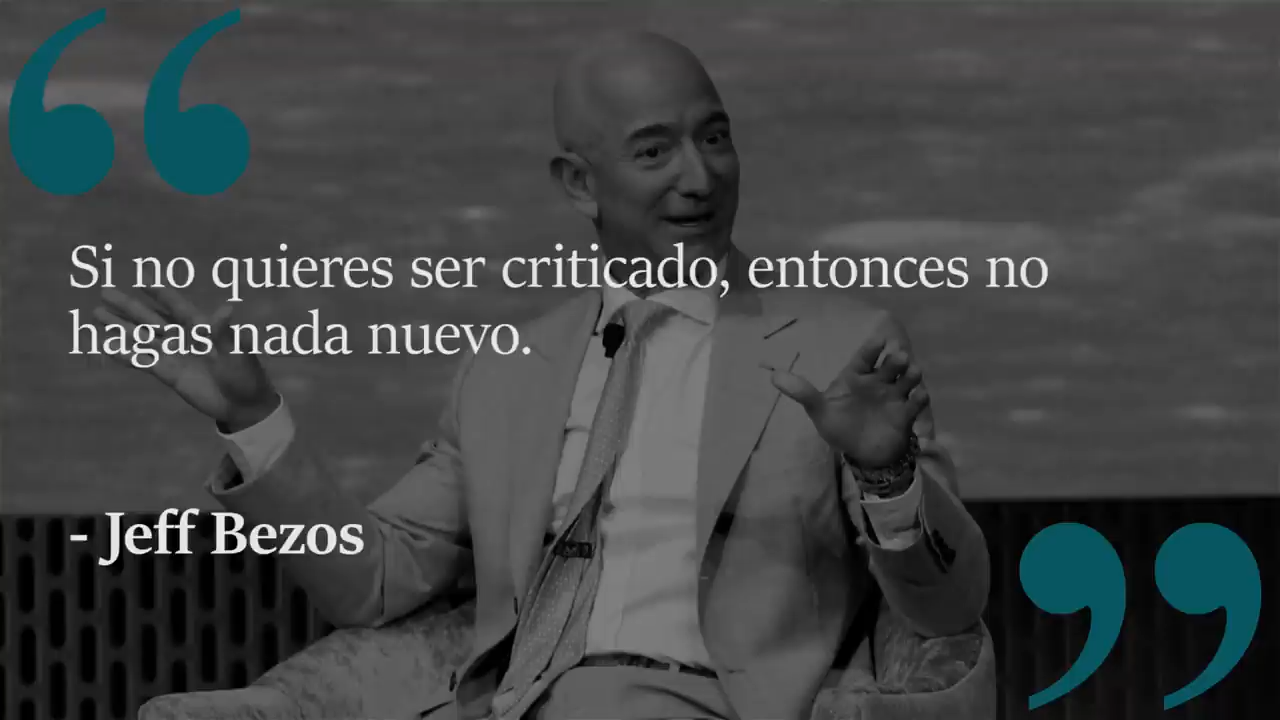 Si no quieres ser criticado, entonces no
hagas nada nuevo.
- Jeff Bezos